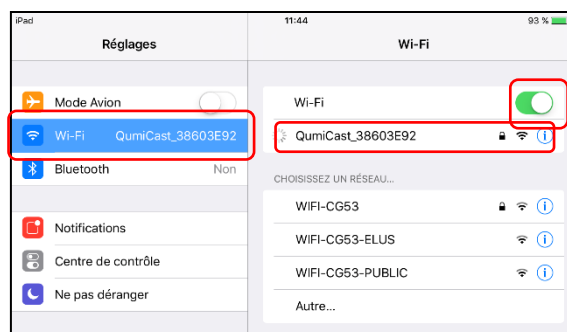 iPad
11:44
93 %
Réglages
Wi-Fi
Mode Avion
Wi-Fi QumiCast_38603E92
Bluetooth Non
Notifications
Centre de contrôle
Ne pas déranger
Wi-Fi
QumiCast_38603E92
CHOISISSEZ UN RÉSEAU...
WIFI-CG53
WIFI-CG53-ELUS
WIFI-CG53-PUBLIC
Autre...